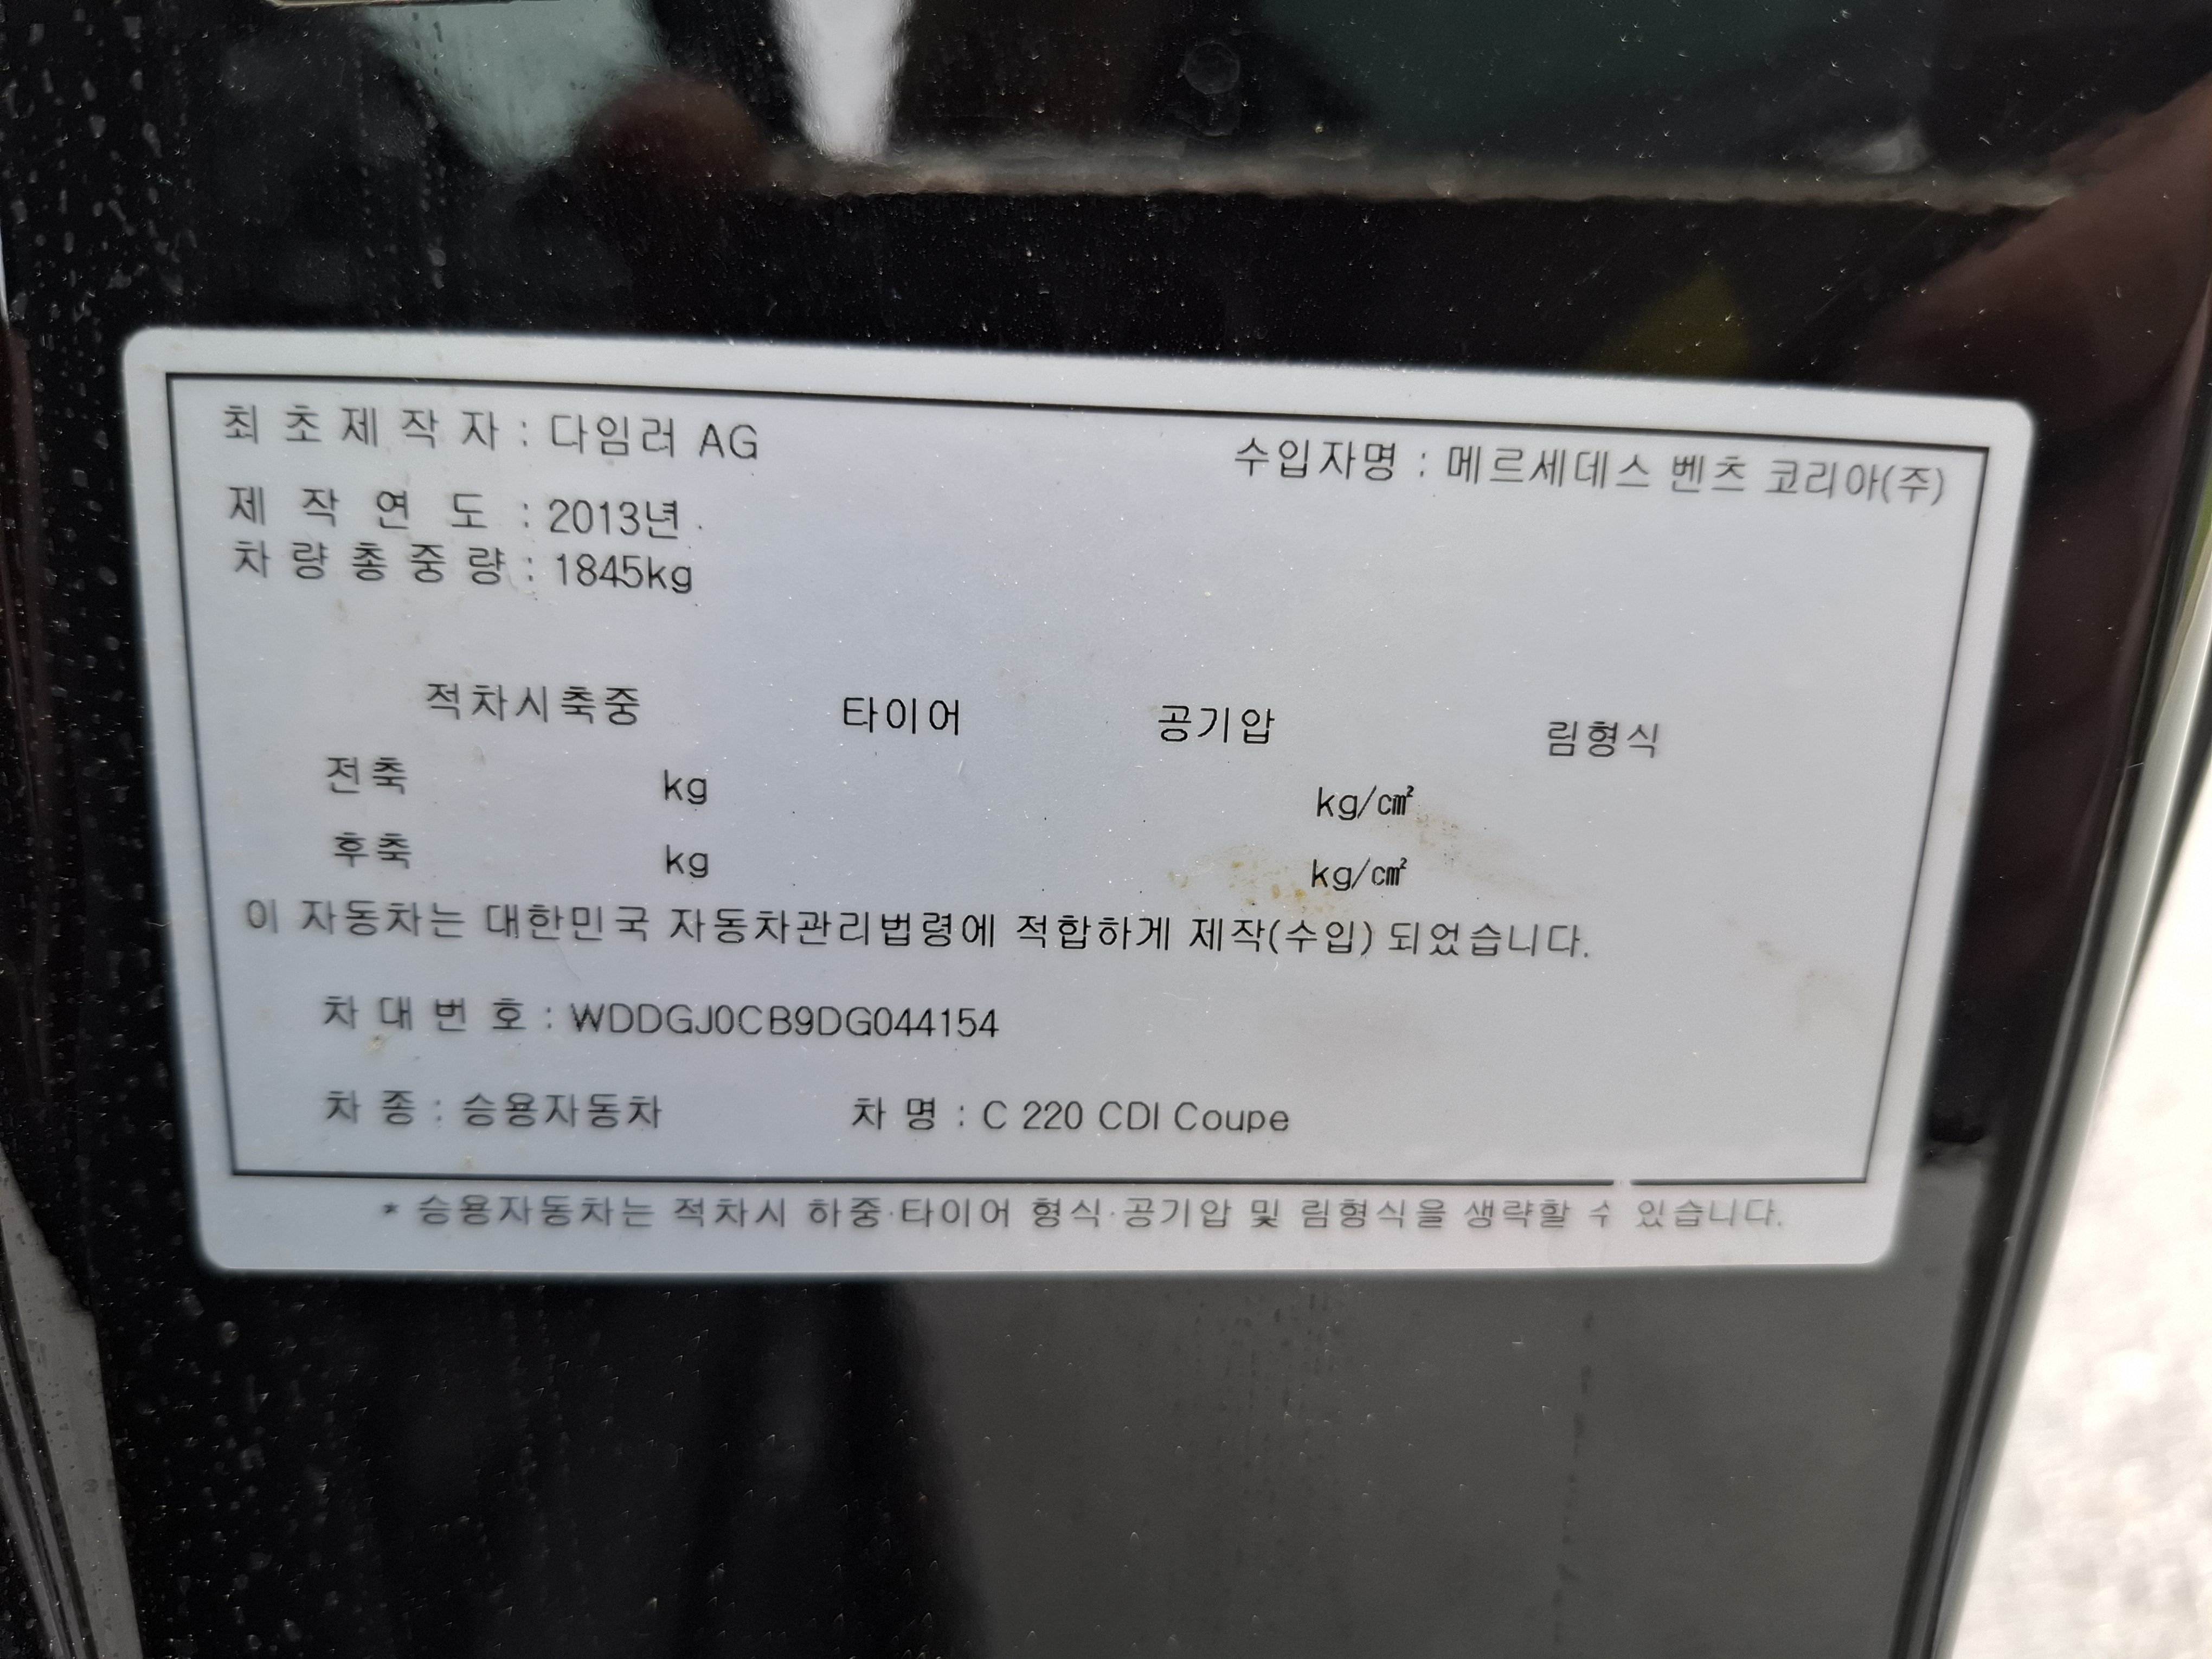 최초제작자 : 다임러 AG
수입자명 : 메르세데스 벤츠 코리아(주)
제작연도 : 2013년 .
차량총중량 : 1845kg
적차시축중 타이어 공기압 림형식
전축 kg kg/㎠
후축 kg kg/㎠
이 자동차는 대한민국 자동차관리법령에 적합하게 제작(수입) 되었습니다.
차대번호 : WDDGJ0CB9DG044154
차종 : 승용자동차 차명 : C 220 CDI Coupe
* 승용자동차는 적차시 하중·타이어 형식·공기압 및 림형식을 생략할 수 있습니다.